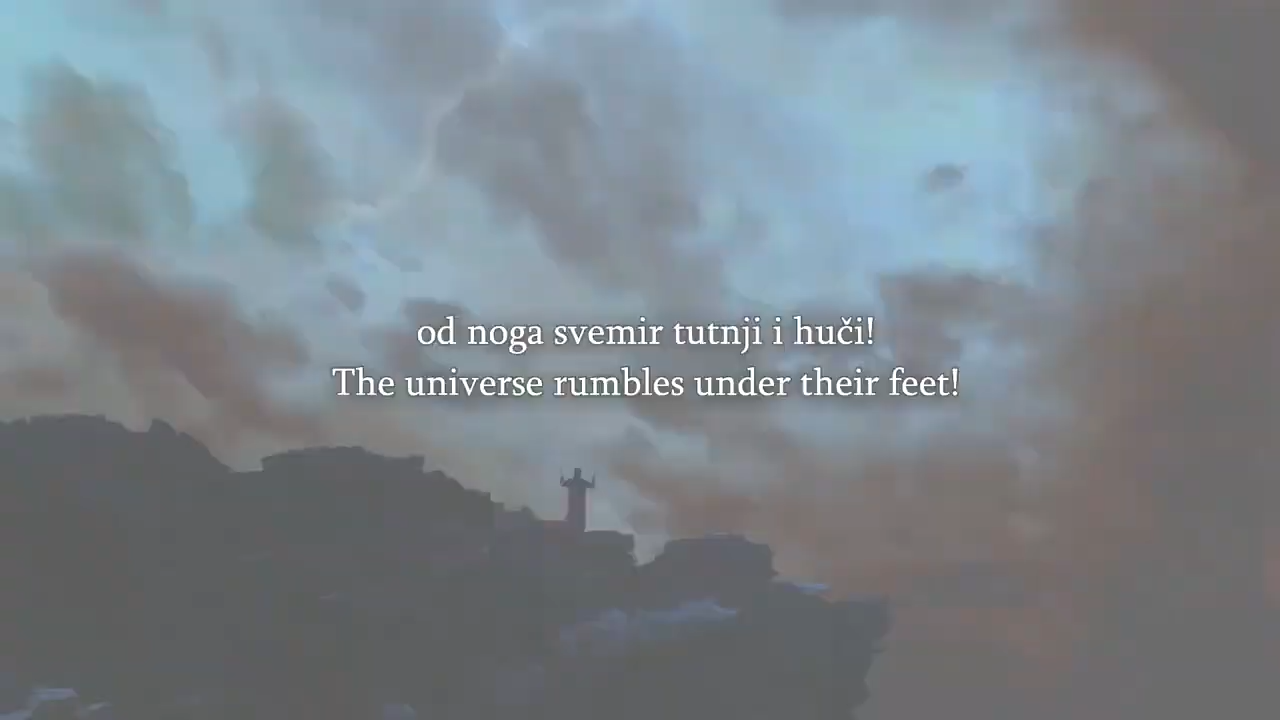 od noga svemir tutnji i huči!
The universe rumbles under their feet!